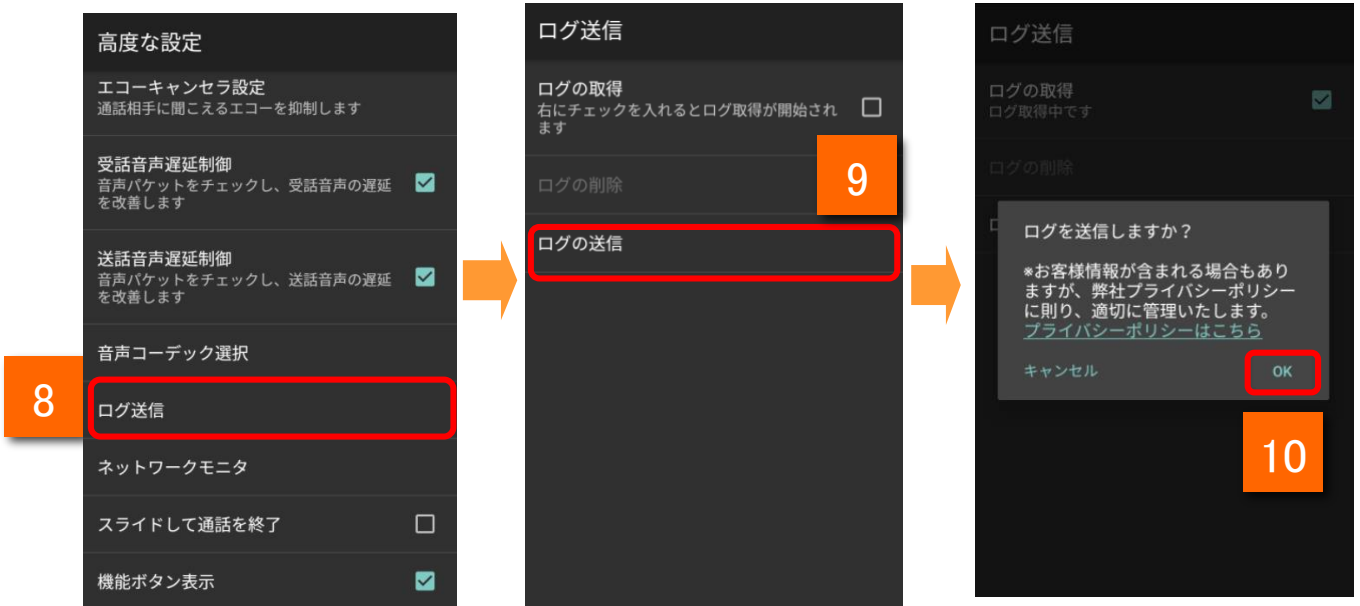 高度な設定
エコーキャンセラ設定
通話相手に聞こえるエコーを抑制します
受話音声遅延制御
音声パケットをチェックし、受話音声の遅延
を改善します
送話音声遅延制御
音声パケットをチェックし、送話音声の遅延
を改善します
音声コーデック選択
8
ログ送信
ネットワークモニタ
スライドして通話を終了
機能ボタン表示
ログ送信
ログの取得
右にチェックを入れるとログ取得が開始され
ます
ログの削除
9
ログの送信
ログ送信
ログの取得
ログ取得中です
ログの削除
ログを送信しますか？
※お客様情報が含まれる場合もあり
ますが、弊社プライバシーポリシー
に則り、適切に管理いたします。
プライバシーポリシーはこちら
キャンセル
OK
10